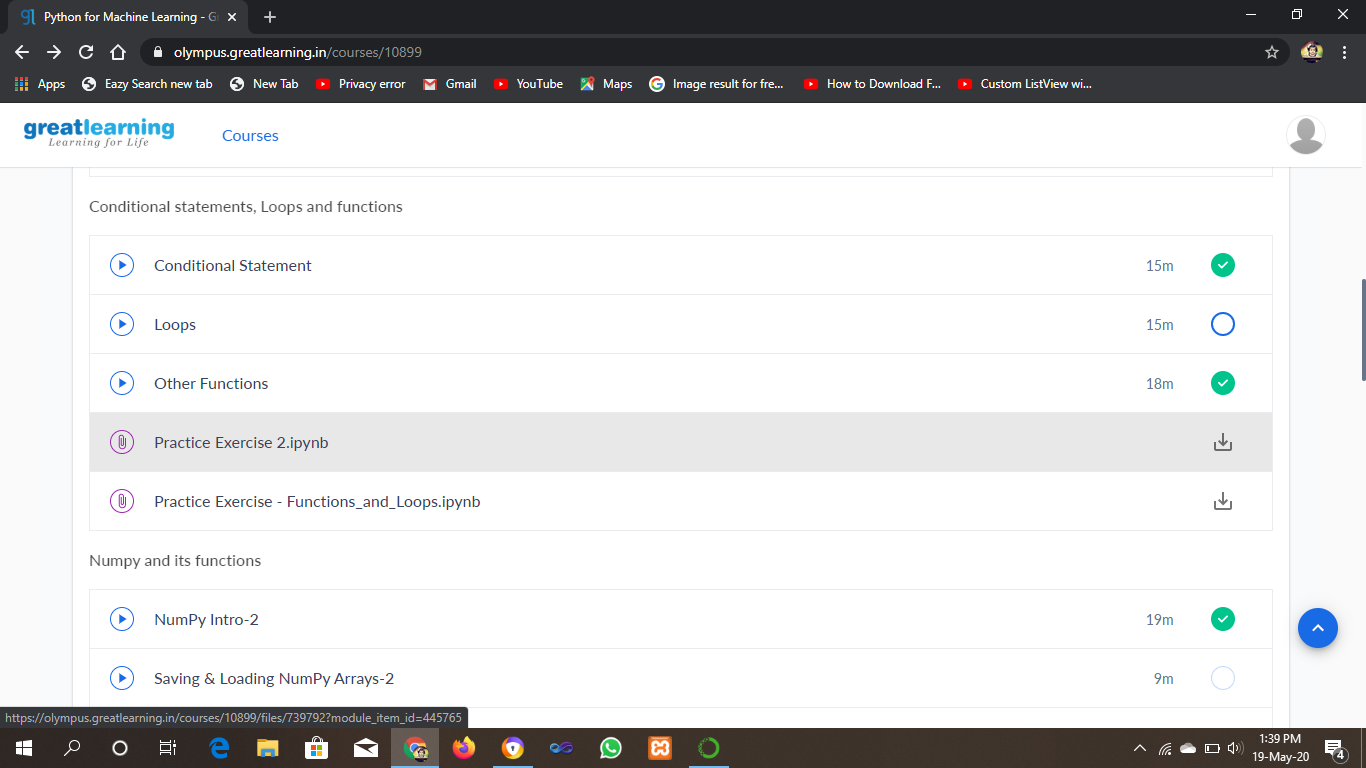 Python for Machine Learning - G
olympus.greatlearning.in/courses/10899
Apps
Eazy Search new tab
New Tab
Privacy error
Gmail
YouTube
Maps
Image result for fre...
How to Download F...
Custom ListView wi...
greatlearning
Learning for Life
Courses
Conditional statements, Loops and functions
Conditional Statement 15m
Loops 15m
Other Functions 18m
Practice Exercise 2.ipynb
Practice Exercise - Functions_and_Loops.ipynb
Numpy and its functions
NumPy Intro-2 19m
Saving & Loading NumPy Arrays-2 9m
https://olympus.greatlearning.in/courses/10899/files/739792?module_item_id=445765
1:39 PM
19-May-20
4